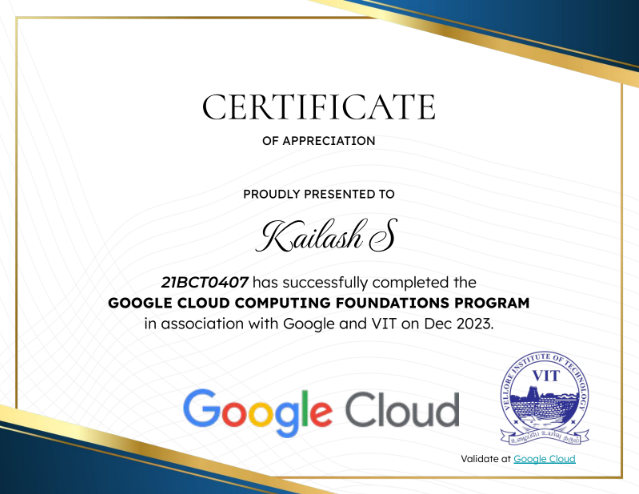 CERTIFICATE
OF APPRECIATION
PROUDLY PRESENTED TO
Kailash S
21BCT0407 has successfully completed the
GOOGLE CLOUD COMPUTING FOUNDATIONS PROGRAM
in association with Google and VIT on Dec 2023.
Google Cloud
VELLORE INSTITUTE OF TECHNOLOGY
VIT
Validate at Google Cloud